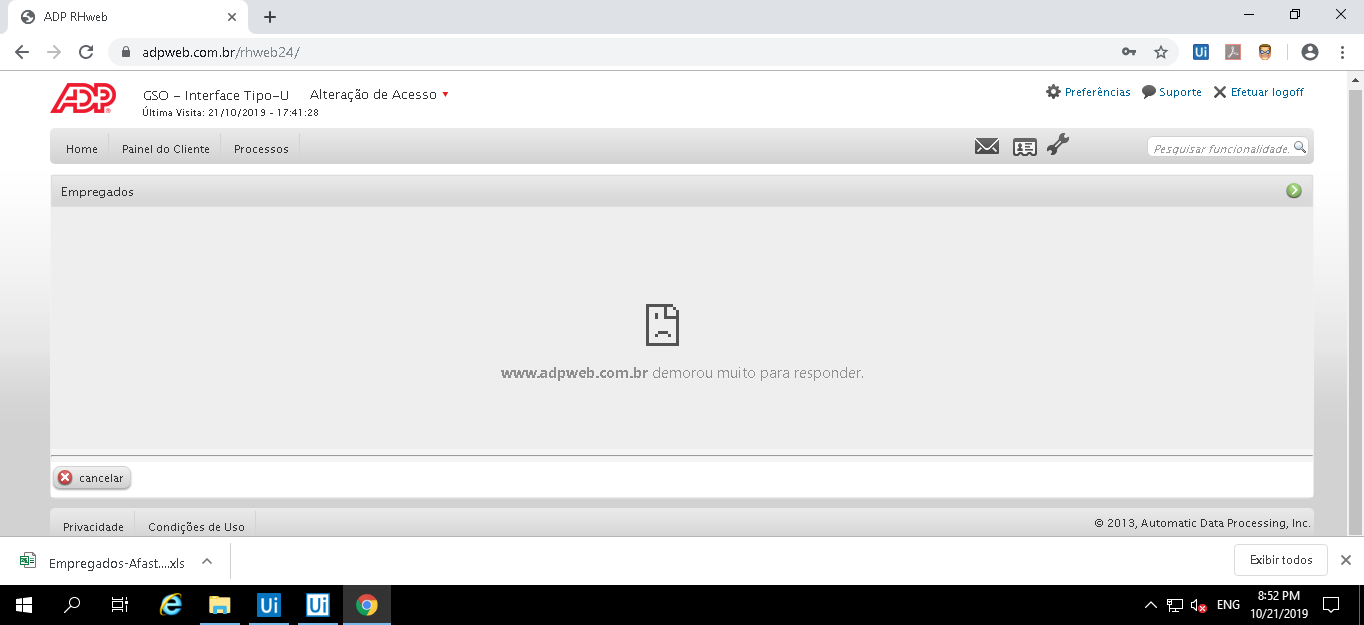 ADP RHweb
adpweb.com.br/rhweb24/
Ui
ADP
GSO - Interface Tipo-U Alteração de Acesso
Última Visita: 21/10/2019 - 17:41:28
Preferências Suporte Efetuar logoff
Home Painel do Cliente Processos
Pesquisar funcionalidade.
Empregados
www.adpweb.com.br demorou muito para responder.
cancelar
Privacidade Condições de Uso
© 2013, Automatic Data Processing, Inc.
Empregados-Afast....xls
Exibir todos
Ui Ui
ENG
8:52 PM
10/21/2019